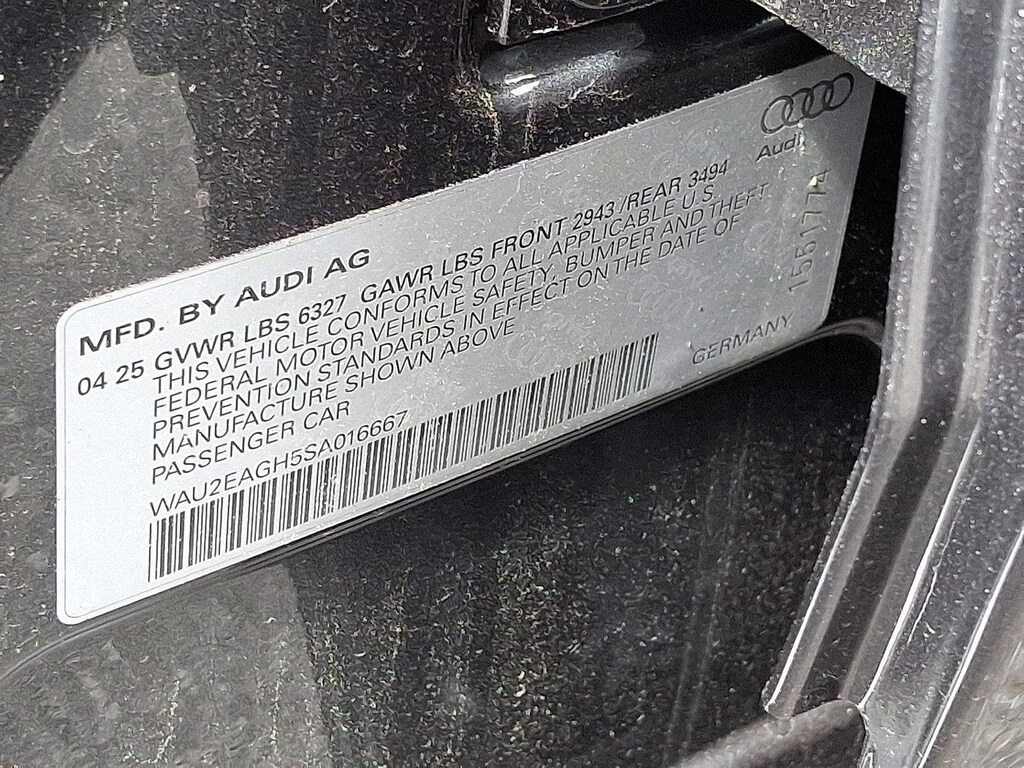 Audi
MFD. BY AUDI AG
04 25 GVWR LBS 6327 GAWR LBS FRONT 2943 /REAR 3494
THIS VEHICLE CONFORMS TO ALL APPLICABLE U.S.
FEDERAL MOTOR VEHICLE SAFETY, BUMPER AND THEFT
PREVENTION STANDARDS IN EFFECT ON THE DATE OF
MANUFACTURE SHOWN ABOVE
PASSENGER CAR
WAU2EAGH5SA016667
GERMANY
1551774